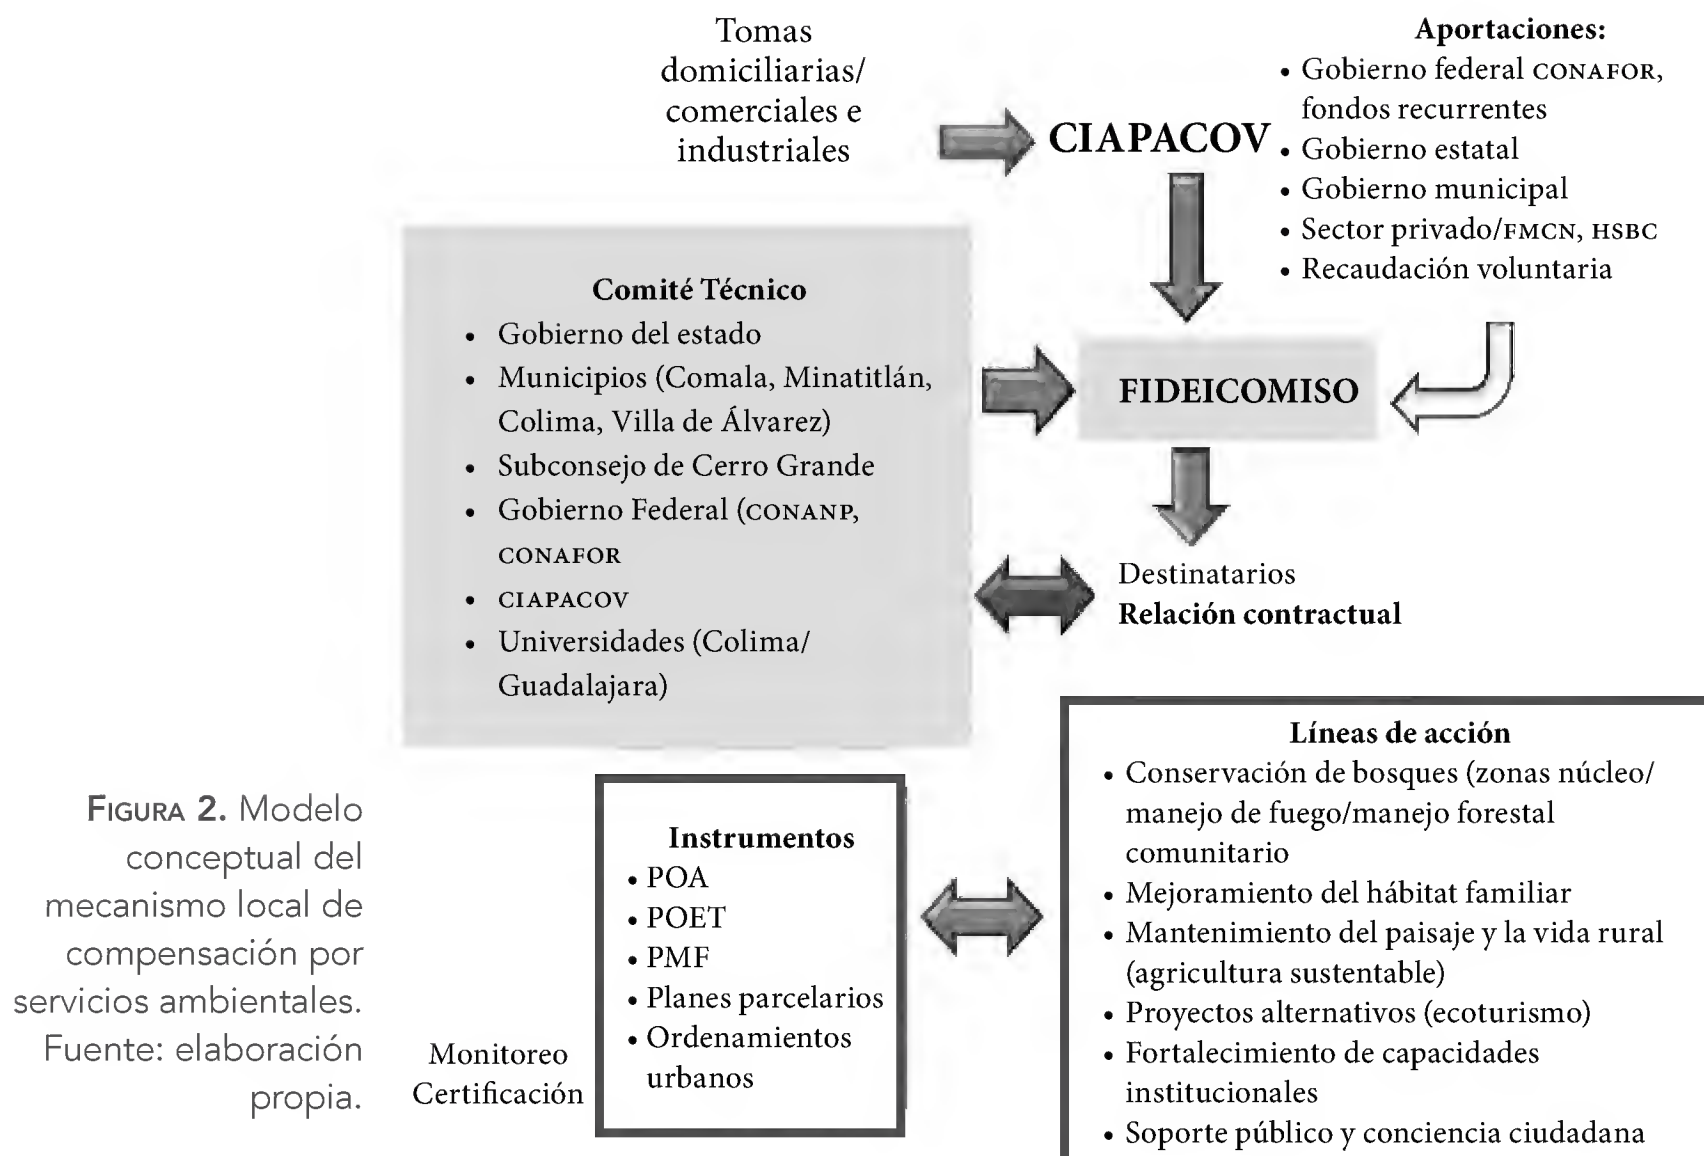 Tomas
domiciliarias/
comerciales e
industriales
CIAPACOV
Aportaciones:
• Gobierno federal CONAFOR,
fondos recurrentes
• Gobierno estatal
• Gobierno municipal
• Sector privado/FMCN, HSBC
• Recaudación voluntaria
Comité Técnico
• Gobierno del estado
• Municipios (Comala, Minatitlán,
Colima, Villa de Álvarez)
• Subconsejo de Cerro Grande
• Gobierno Federal (CONANP,
CONAFOR
• CIAPACOV
• Universidades (Colima/
Guadalajara)
FIDEICOMISO
Destinatarios
Relación contractual
Líneas de acción
• Conservación de bosques (zonas núcleo/
manejo de fuego/manejo forestal
comunitario
• Mejoramiento del hábitat familiar
• Mantenimiento del paisaje y la vida rural
(agricultura sustentable)
• Proyectos alternativos (ecoturismo)
• Fortalecimiento de capacidades
institucionales
• Soporte público y conciencia ciudadana
Instrumentos
• POA
• POET
• PMF
• Planes parcelarios
• Ordenamientos
urbanos
Monitoreo
Certificación
FIGURA 2. Modelo
conceptual del
mecanismo local de
compensación por
servicios ambientales.
Fuente: elaboración
propia.